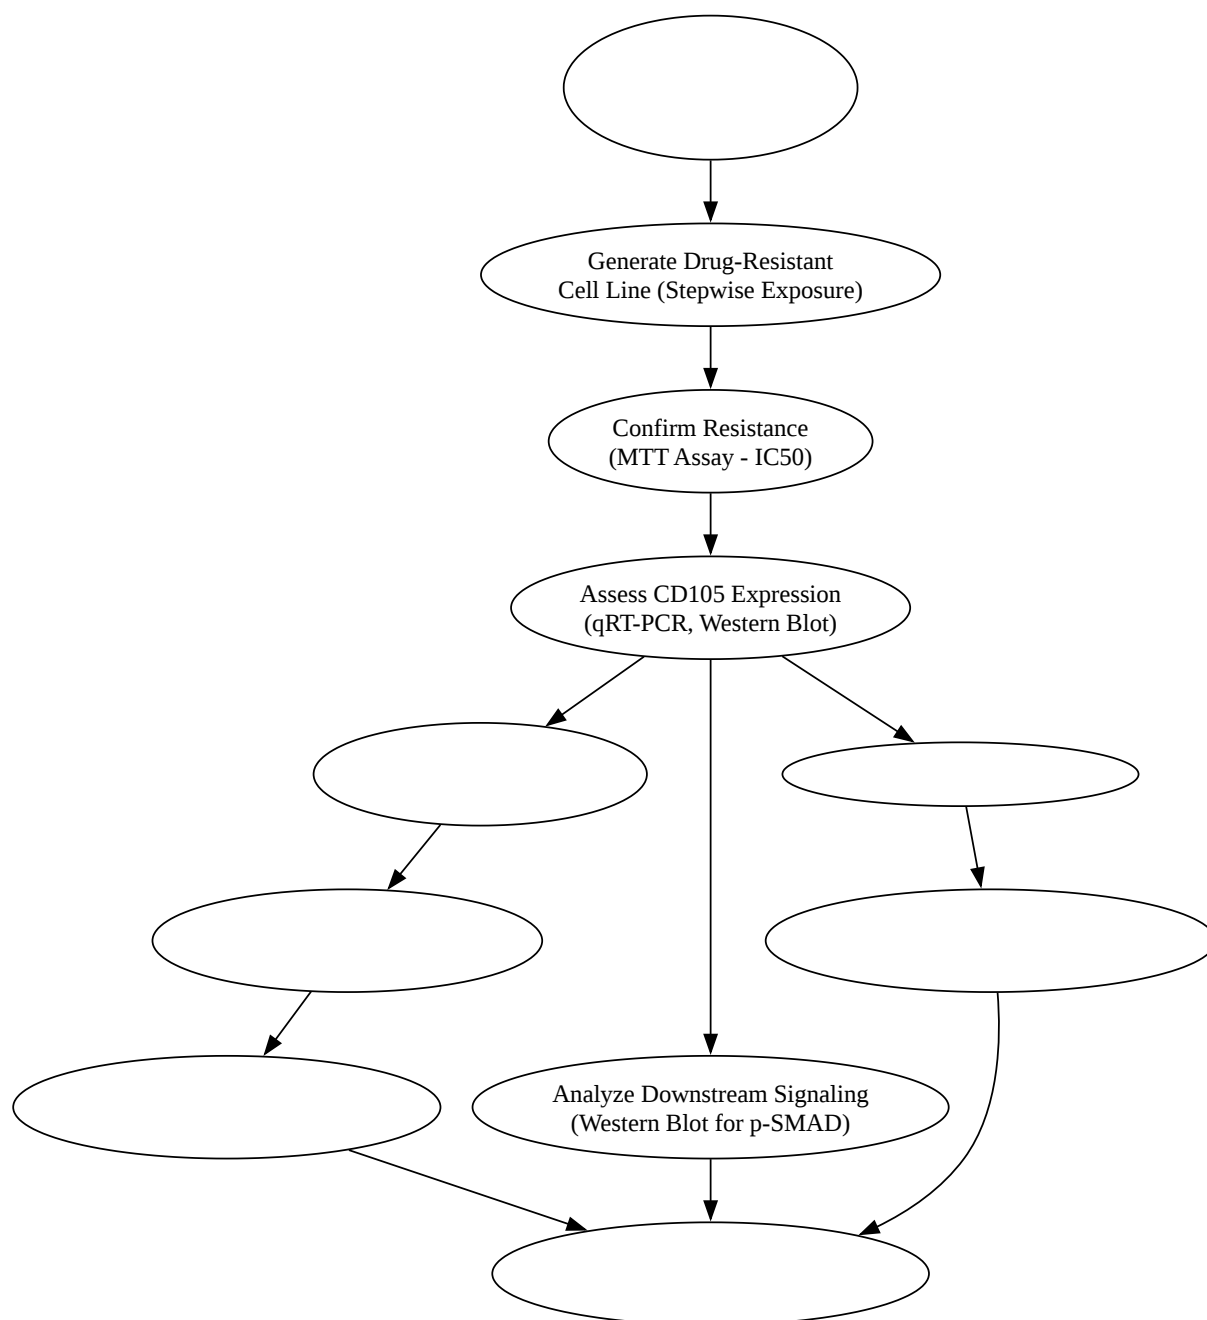 Generate Drug-Resistant
Cell Line (Stepwise Exposure)
Confirm Resistance
(MTT Assay - IC50)
Assess CD105 Expression
(qRT-PCR, Western Blot)
Analyze Downstream Signaling
(Western Blot for p-SMAD)